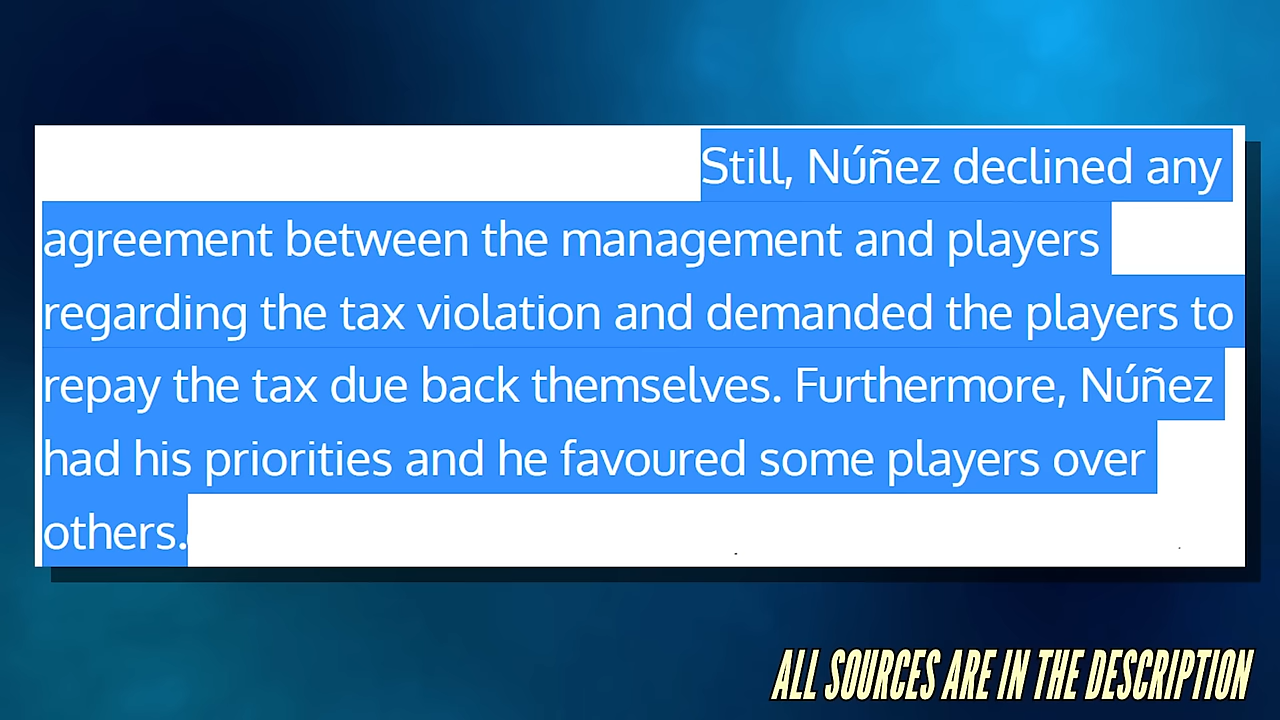 Still, Núñez declined any
agreement between the management and players
regarding the tax violation and demanded the players to
repay the tax due back themselves. Furthermore, Núñez
had his priorities and he favoured some players over
others.
ALL SOURCES ARE IN THE DESCRIPTION